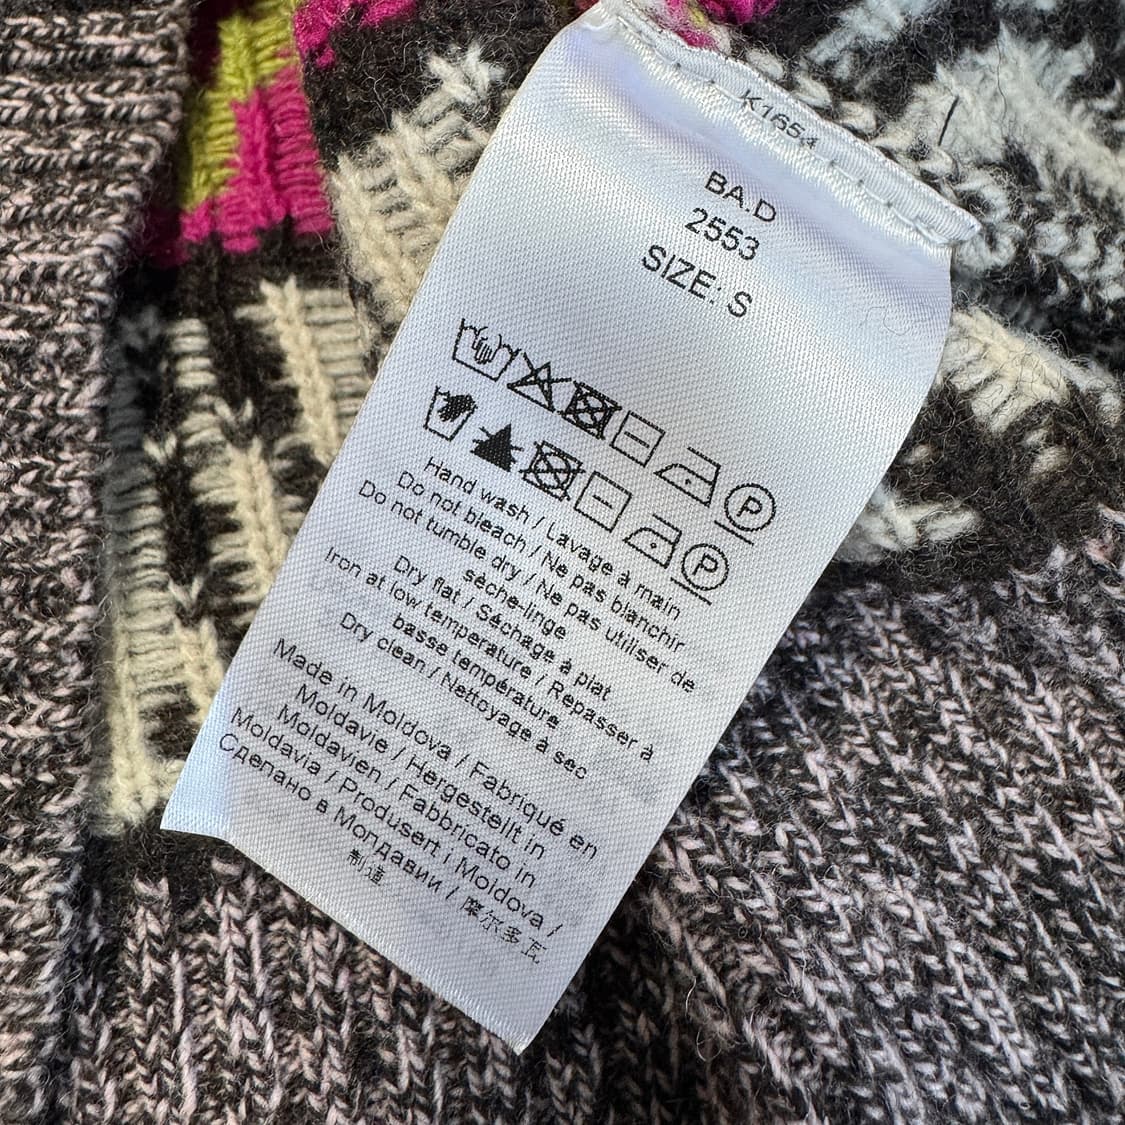 K1654
BA.D
2553
SIZE: S
P
P
Hand wash / Lavage à main
Do not bleach / Ne pas blanchir
Do not tumble dry / Ne pas utiliser de
sèche-linge
Dry flat / Séchage à plat
Iron at low temperature / Repasser à
basse température
Dry clean / Nettoyage à sec
Made in Moldova / Fabriqué en
Moldavie / Hergestellt in
Moldavien / Fabbricato in
Moldavia / Produsert i Moldova /
Сделано в Молдавии / 摩尔多瓦
制造